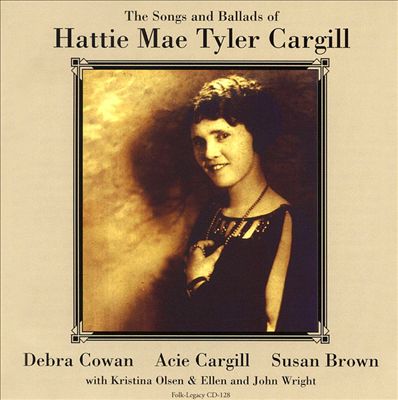 The Songs and Ballads of
Hattie Mae Tyler Cargill
Debra Cowan Acie Cargill Susan Brown
with Kristina Olsen & Ellen and John Wright
Folk-Legacy CD-128